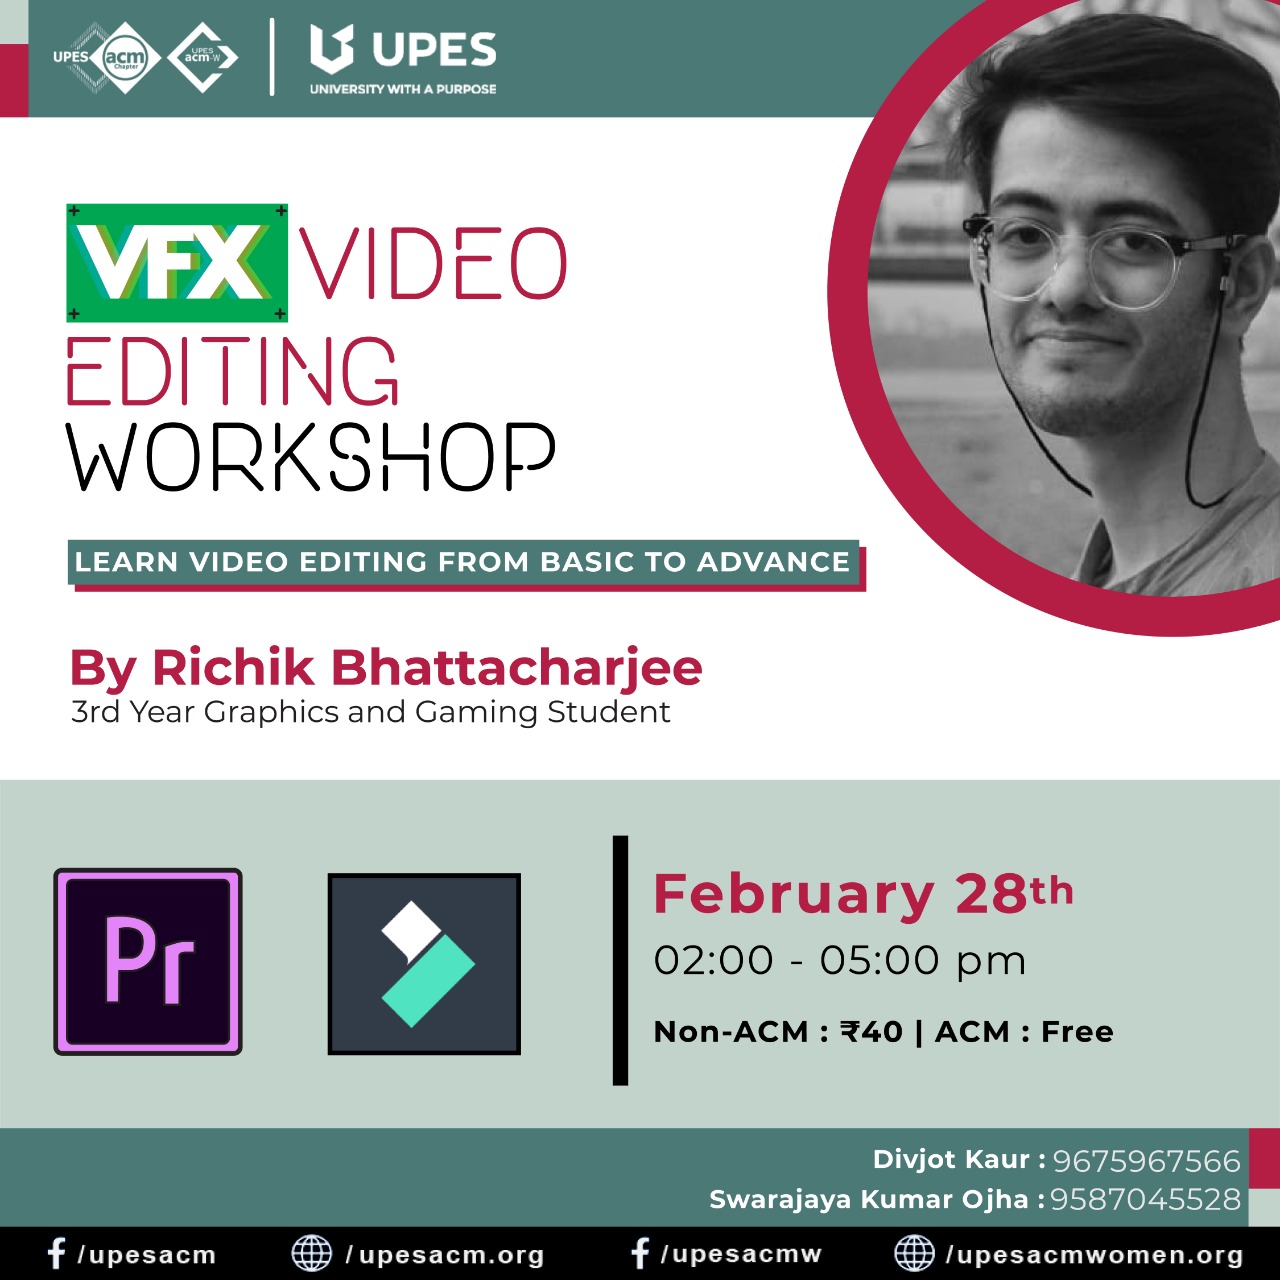 UPES acm Chapter
UPES acm-w
UPES
UNIVERSITY WITH A PURPOSE
VFX VIDEO
EDITING
WORKSHOP
LEARN VIDEO EDITING FROM BASIC TO ADVANCE
By Richik Bhattacharjee
3rd Year Graphics and Gaming Student
Pr
February 28th
02:00 - 05:00 pm
Non-ACM : ₹40 | ACM : Free
Divjot Kaur : 9675967566
Swarajaya Kumar Ojha : 9587045528
/upesacm /upesacm.org /upesacmw /upesacmwomen.org